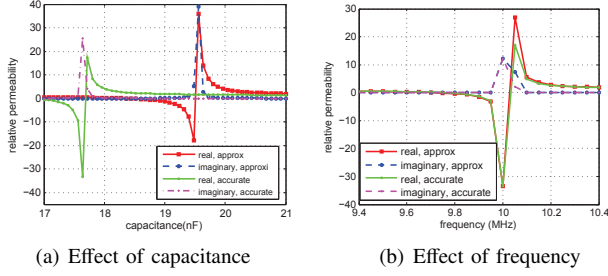 40
30
20
10
0
-10
-20
-30
-40
relative permeability
real, approx
imaginary, approxi
real, accurate
imaginary, accurate
17
18
19
20
21
capacitance(nF)
(a) Effect of capacitance
40
30
20
10
0
−10
−20
−30
−40
relative permeability
real, approx
imaginary, approx
real, accurate
imaginary, accurate
9.4
9.6
9.8
10
10.2
10.4
frequency (MHz)
(b) Effect of frequency